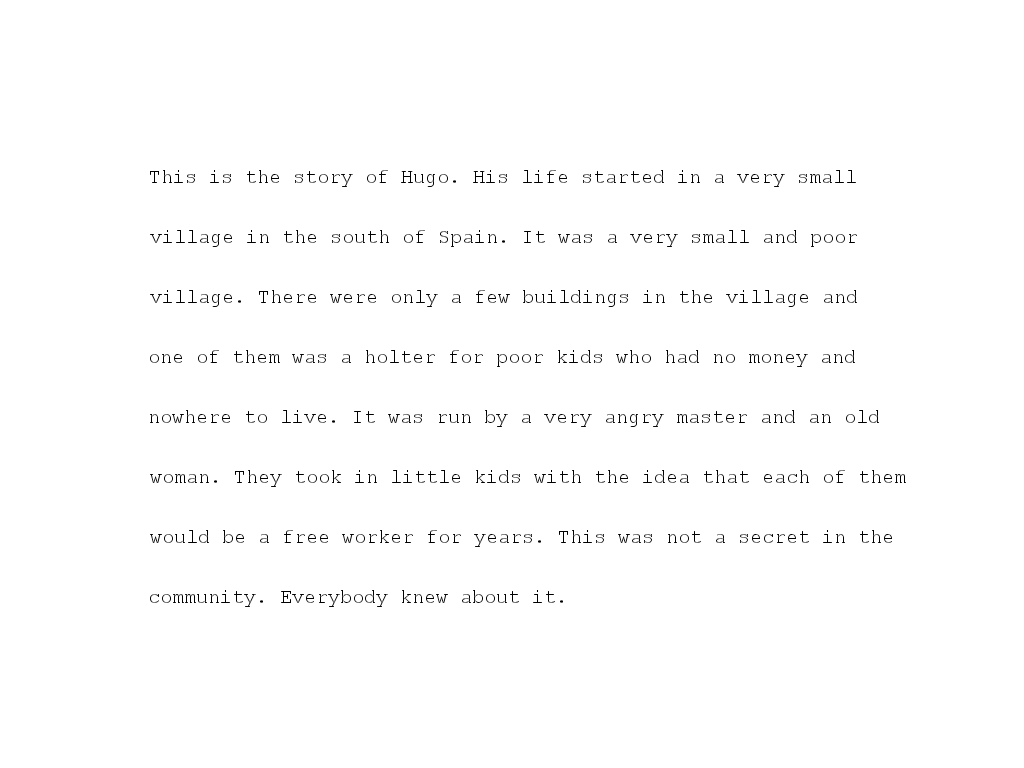 This is the story of Hugo. His life started in a very small
village in the south of Spain. It was a very small and poor
village. There were only a few buildings in the village and
one of them was a holter for poor kids who had no money and
nowhere to live. It was run by a very angry master and an old
woman. They took in little kids with the idea that each of them
would be a free worker for years. This was not a secret in the
community. Everybody knew about it.